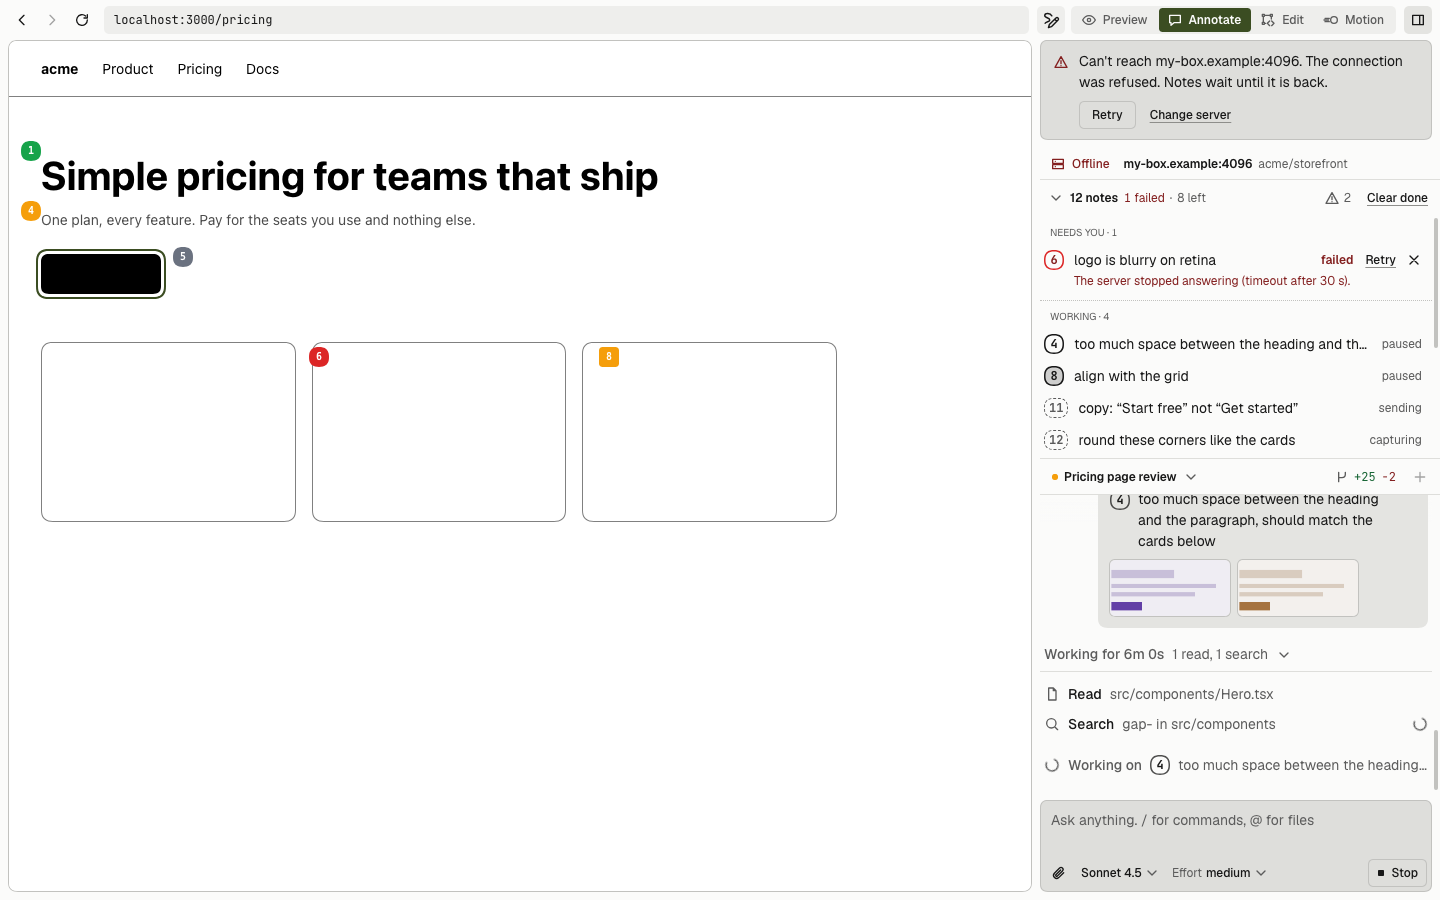 localhost:3000/pricing
Preview
Annotate
Edit
Motion
acme Product Pricing Docs
1
Simple pricing for teams that ship
4
One plan, every feature. Pay for the seats you use and nothing else.
5
6
8
Can't reach my-box.example:4096. The connection
was refused. Notes wait until it is back.
Retry Change server
Offline my-box.example:4096 acme/storefront
12 notes 1 failed · 8 left 2 Clear done
NEEDS YOU · 1
6 logo is blurry on retina failed Retry
The server stopped answering (timeout after 30 s).
WORKING · 4
4 too much space between the heading and th… paused
8 align with the grid paused
11 copy: “Start free” not “Get started” sending
12 round these corners like the cards capturing
Pricing page review +25 -2
4 too much space between the heading
and the paragraph, should match the
cards below
Working for 6m 0s 1 read, 1 search
Read src/components/Hero.tsx
Search gap- in src/components
Working on 4 too much space between the heading…
Ask anything. / for commands, @ for files
Sonnet 4.5 Effort medium Stop